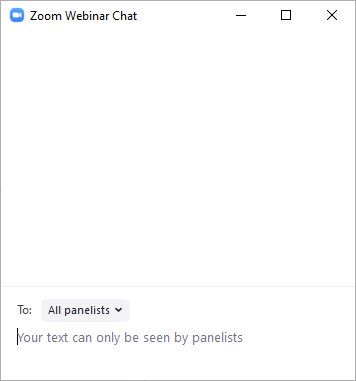 Zoom Webinar Chat
To: All panelists
Your text can only be seen by panelists